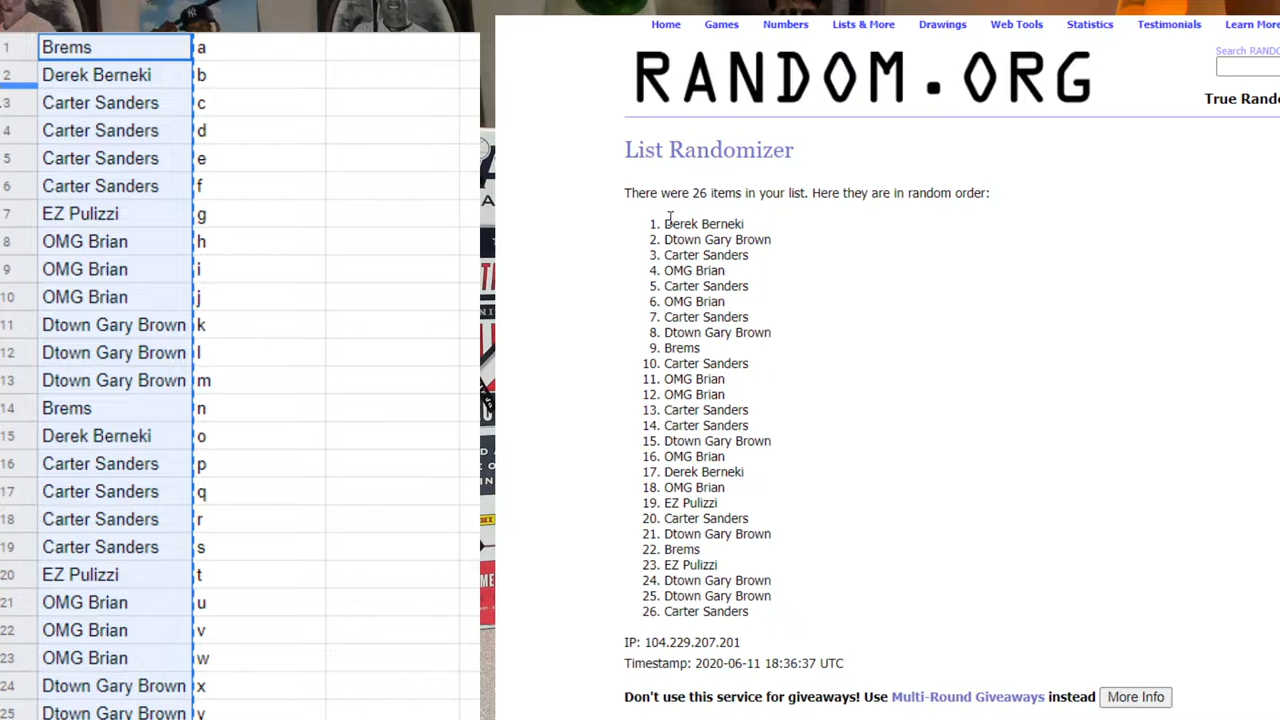 1 Brems a
2 Derek Berneki b
3 Carter Sanders c
4 Carter Sanders d
5 Carter Sanders e
6 Carter Sanders f
7 EZ Pulizzi g
8 OMG Brian h
9 OMG Brian i
10 OMG Brian j
11 Dtown Gary Brown k
12 Dtown Gary Brown l
13 Dtown Gary Brown m
14 Brems n
15 Derek Berneki o
16 Carter Sanders p
17 Carter Sanders q
18 Carter Sanders r
19 Carter Sanders s
20 EZ Pulizzi t
21 OMG Brian u
22 OMG Brian v
23 OMG Brian w
24 Dtown Gary Brown x
25 Dtown Gary Brown y
Home Games Numbers Lists & More Drawings Web Tools Statistics Testimonials Learn More
Search RANDO
RANDOM.ORG
True Rand
List Randomizer
There were 26 items in your list. Here they are in random order:
1. Derek Berneki
2. Dtown Gary Brown
3. Carter Sanders
4. OMG Brian
5. Carter Sanders
6. OMG Brian
7. Carter Sanders
8. Dtown Gary Brown
9. Brems
10. Carter Sanders
11. OMG Brian
12. OMG Brian
13. Carter Sanders
14. Carter Sanders
15. Dtown Gary Brown
16. OMG Brian
17. Derek Berneki
18. OMG Brian
19. EZ Pulizzi
20. Carter Sanders
21. Dtown Gary Brown
22. Brems
23. EZ Pulizzi
24. Dtown Gary Brown
25. Dtown Gary Brown
26. Carter Sanders
IP: 104.229.207.201
Timestamp: 2020-06-11 18:36:37 UTC
Don't use this service for giveaways! Use Multi-Round Giveaways instead More Info